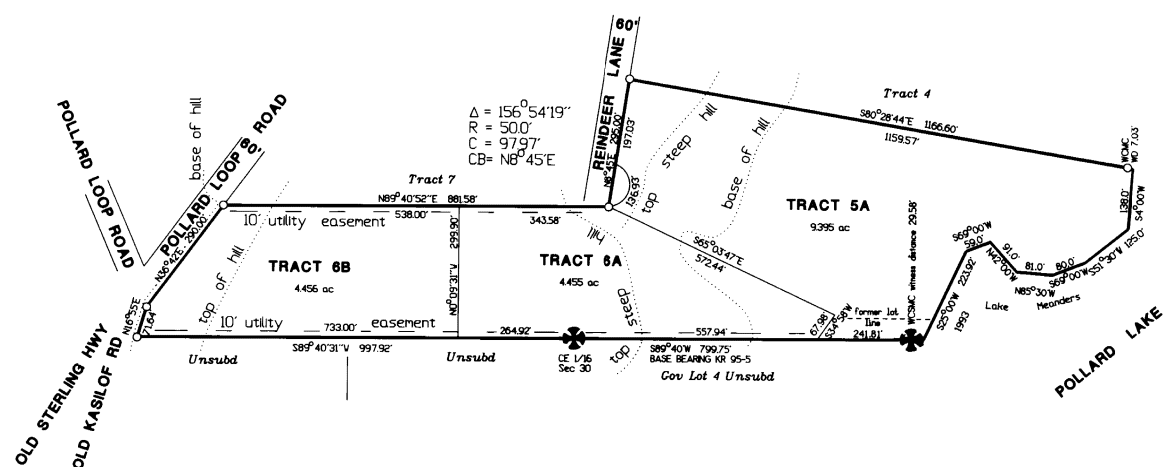 REINDEER LANE 60'
POLLARD LOOP ROAD
base of hill
POLLARD LOOP ROAD
60'
Δ = 156°54'19"
R = 50.0'
C = 97.97
CB= N8°45'E
Tract 7
N89°40'52"E 881.58'
538.00'
343.58'
10' utility easement
N36°42'E - 290.00'
top of hill
TRACT 6B
4.456 ac
N0°09'31"W
299.90'
TRACT 6A
4.455 ac
hill
steep
top
N8°45'E 295.00'
197.03'
136.93'
top
steep
hill
base of hill
Tract 4
S80°28'44"E 1166.60'
1159.57'
WCMC
WD 7.03'
TRACT 5A
9.395 ac
S65°03'47"E
572.44'
67.98'
S34°58'W
former lot line
241.81'
WCSMC witness distance 29.58'
S25°00'W 223.92'
1993
S69°00'W
59.0'
91.0'
N42°00'W
81.0'
N85°30'W
80.0'
S69°00'W
S51°30'W 125.0'
138.0'
S4°00'W
Lake Meanders
POLLARD LAKE
N16°55'E
71.64'
10' utility easement
733.00'
264.92'
557.94'
S89°40'31"W 997.92'
Unsubd
Unsubd
CE 1/16
Sec 30
S89°40'W 799.75'
BASE BEARING KR 95-5
Gov Lot 4 Unsubd
OLD STERLING HWY
OLD KASILOF RD